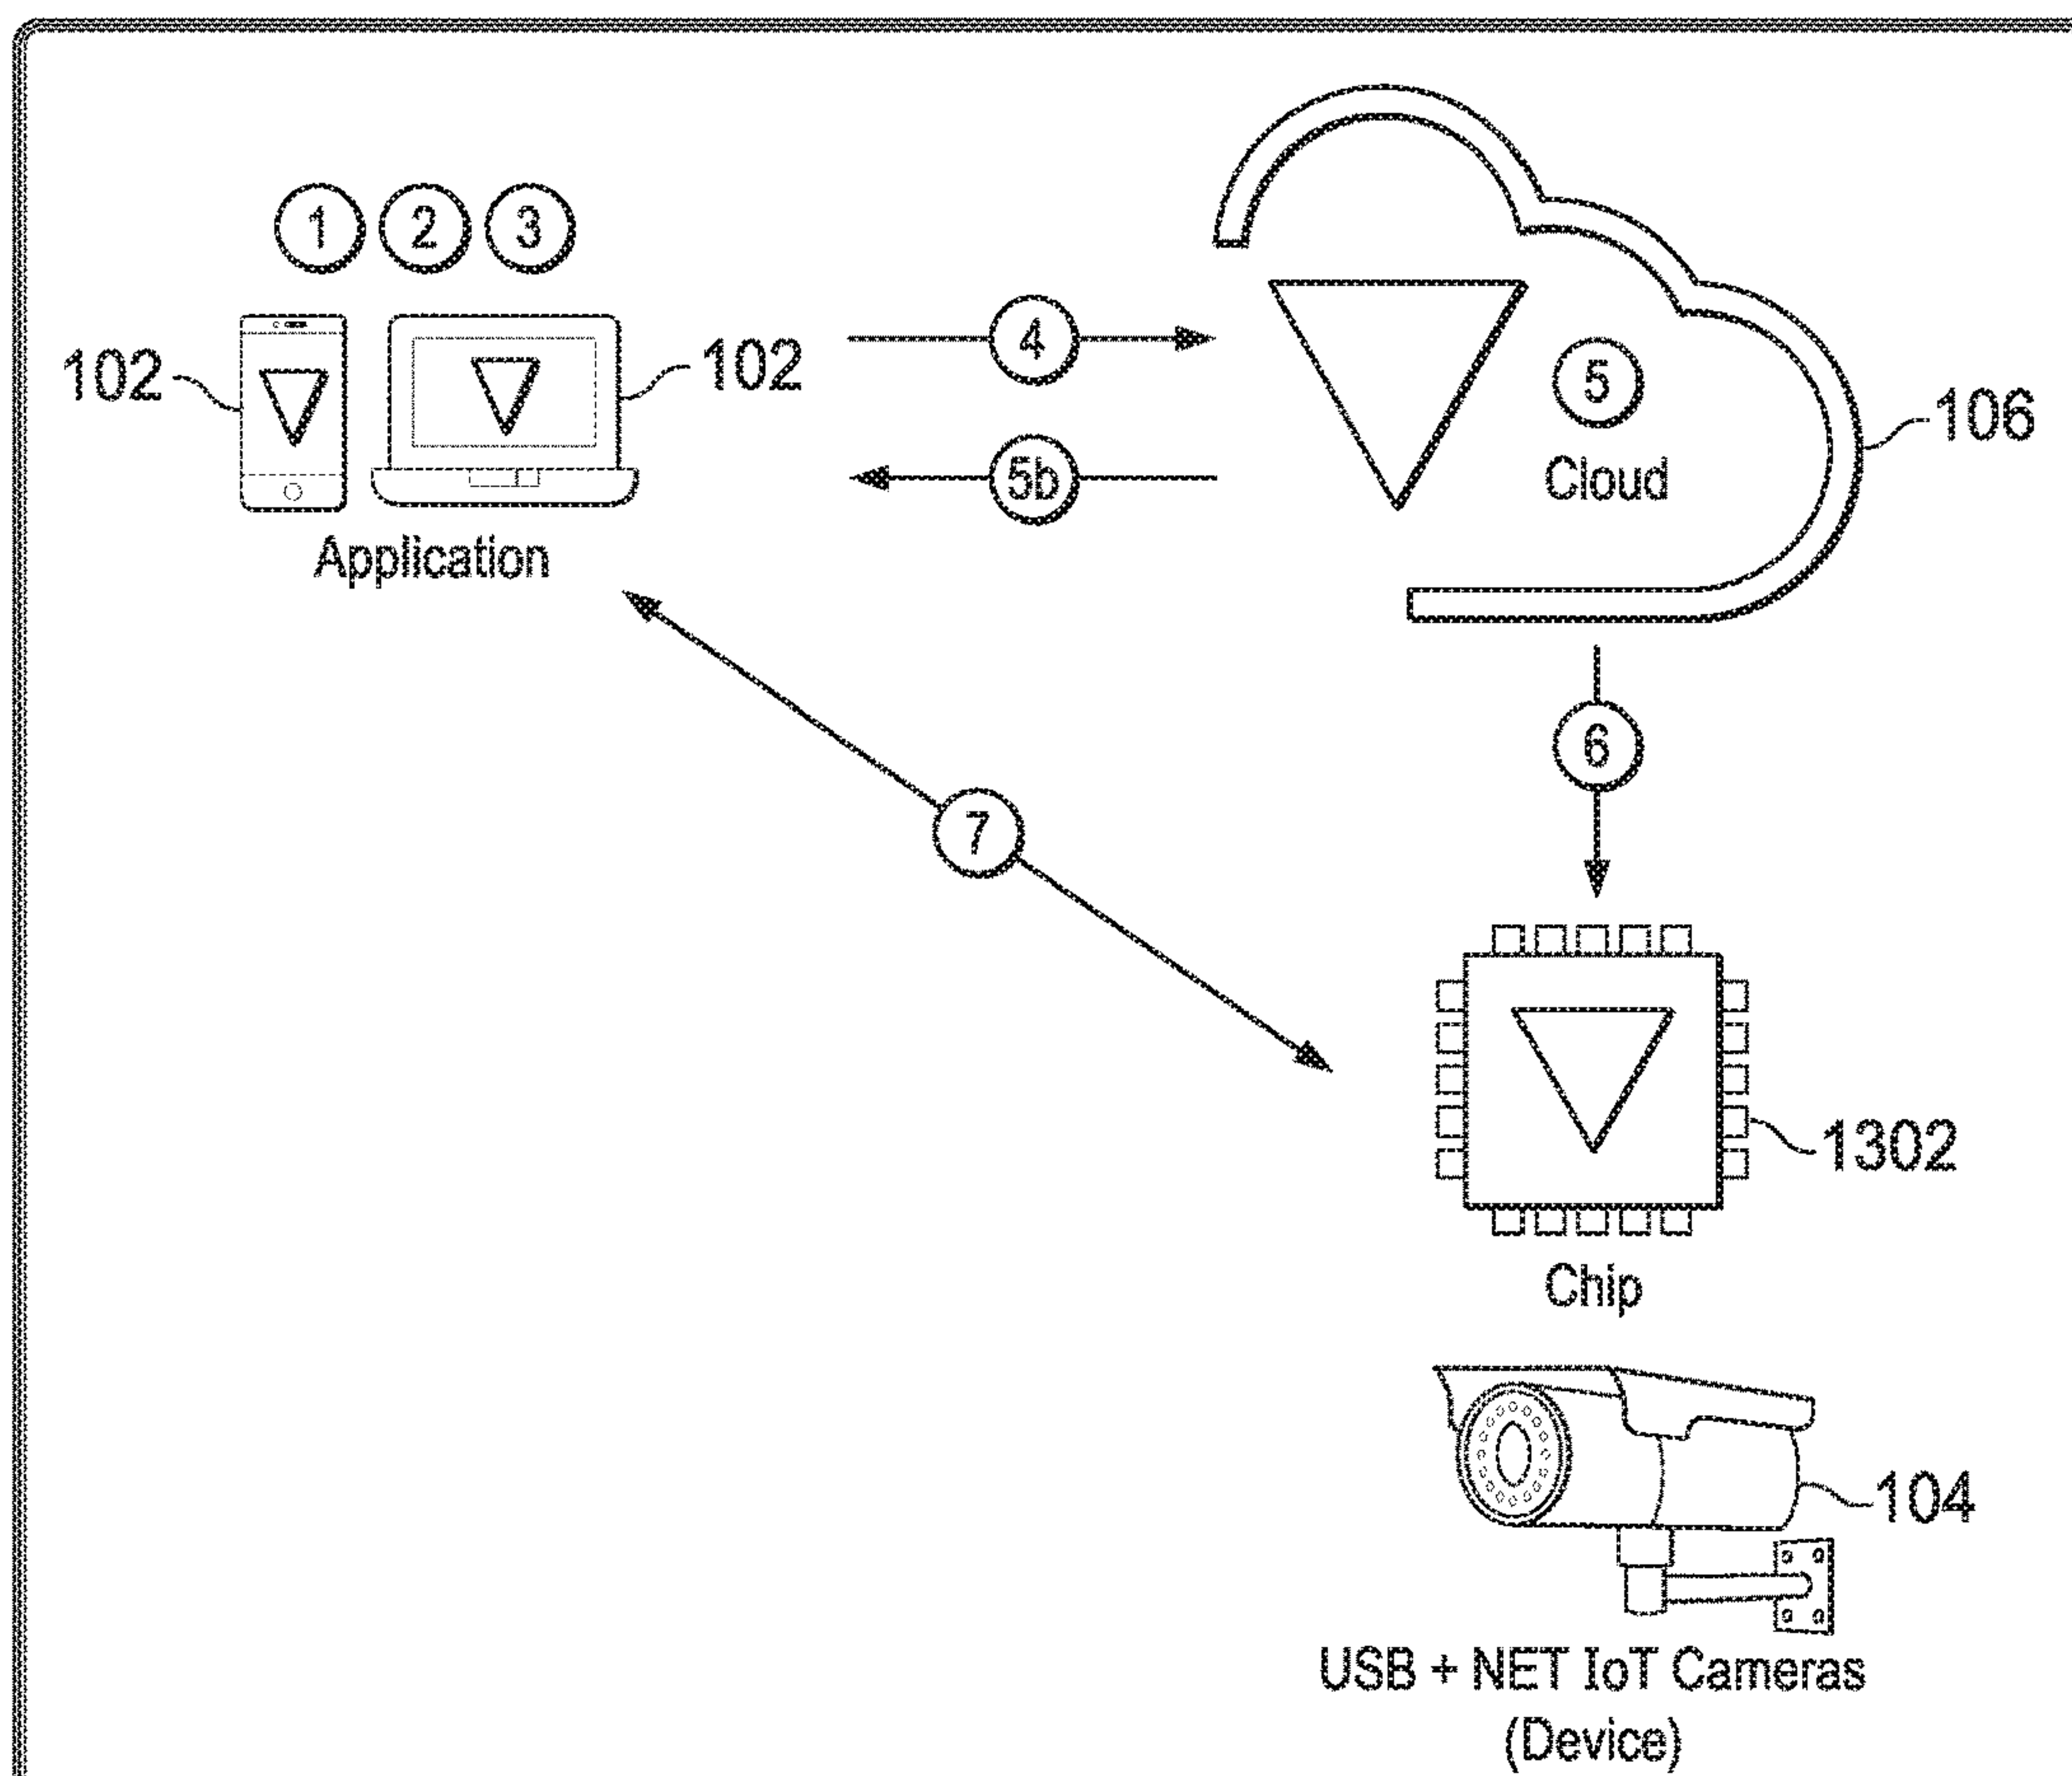 1 2 3
102
102
4
5
106
5b
Cloud
Application
6
7
1302
Chip
104
USB + NET IoT Cameras
(Device)